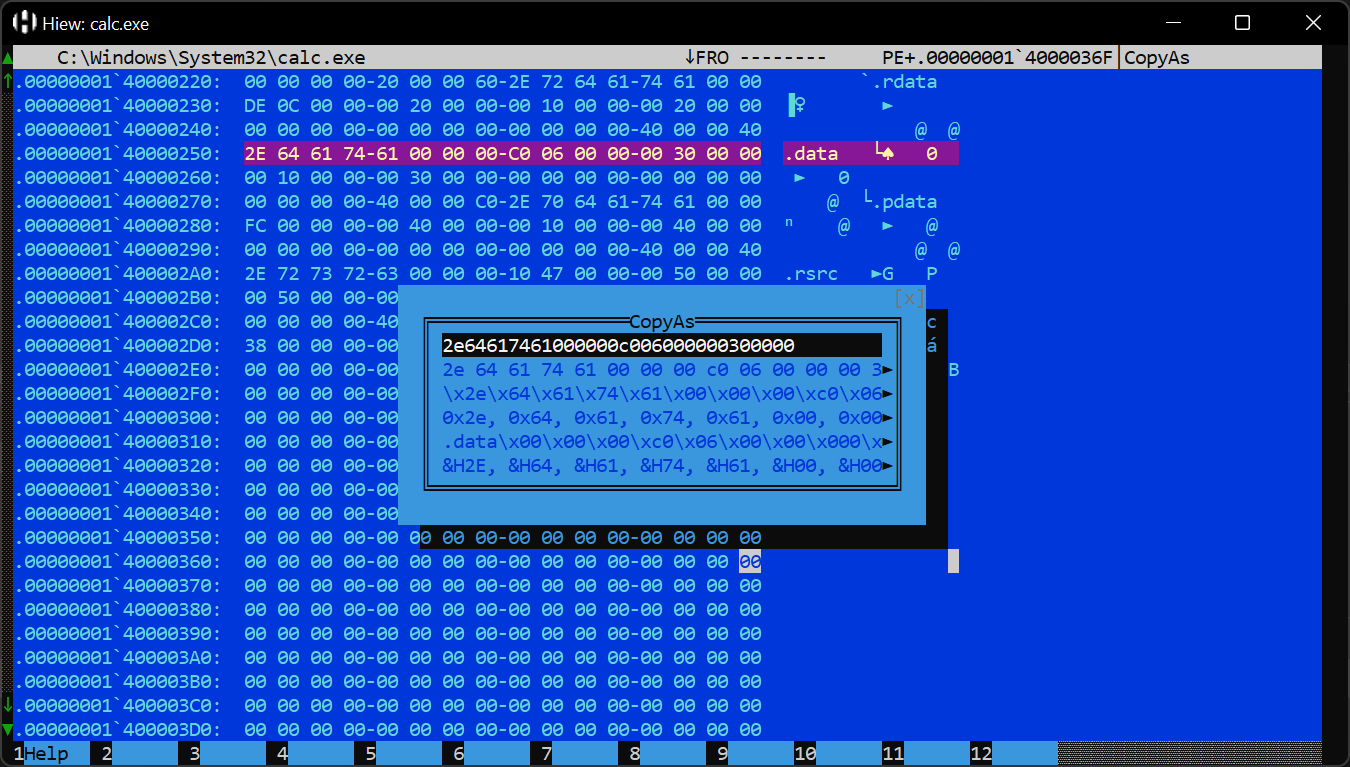 Hiew: calc.exe
C:\Windows\System32\calc.exe ↓FRO -------- PE+.00000001`4000036F│CopyAs
.00000001`40000220: 00 00 00 00-20 00 00 60-2E 72 64 61-74 61 00 00 `.rdata
.00000001`40000230: DE 0C 00 00-00 20 00 00-00 10 00 00-00 20 00 00 ▐♀ ►
.00000001`40000240: 00 00 00 00-00 00 00 00-00 00 00 00-40 00 00 40 @ @
.00000001`40000250: 2E 64 61 74-61 00 00 00-C0 06 00 00-00 30 00 00 .data └♠ 0
.00000001`40000260: 00 10 00 00-00 30 00 00-00 00 00 00-00 00 00 00 ► 0
.00000001`40000270: 00 00 00 00-40 00 00 C0-2E 70 64 61-74 61 00 00 @ └.pdata
.00000001`40000280: FC 00 00 00-00 40 00 00-00 10 00 00-00 40 00 00 ⁿ @ ► @
.00000001`40000290: 00 00 00 00-00 00 00 00-00 00 00 00-40 00 00 40 @ @
.00000001`400002A0: 2E 72 73 72-63 00 00 00-10 47 00 00-00 50 00 00 .rsrc ►G P
.00000001`400002B0: 00 50 00 00-00 [x]
.00000001`400002C0: 00 00 00 00-40 CopyAs c
.00000001`400002D0: 38 00 00 00-00 2e64617461000000c006000000300000 á
.00000001`400002E0: 00 00 00 00-00 2e 64 61 74 61 00 00 00 c0 06 00 00 00 3► B
.00000001`400002F0: 00 00 00 00-00 \x2e\x64\x61\x74\x61\x00\x00\x00\xc0\x06►
.00000001`40000300: 00 00 00 00-00 0x2e, 0x64, 0x61, 0x74, 0x61, 0x00, 0x00►
.00000001`40000310: 00 00 00 00-00 .data\x00\x00\x00\xc0\x06\x00\x00\x000\x►
.00000001`40000320: 00 00 00 00-00 &H2E, &H64, &H61, &H74, &H61, &H00, &H00►
.00000001`40000330: 00 00 00 00-00
.00000001`40000340: 00 00 00 00-00
.00000001`40000350: 00 00 00 00-00 00 00 00-00 00 00 00-00 00 00 00
.00000001`40000360: 00 00 00 00-00 00 00 00-00 00 00 00-00 00 00 00
.00000001`40000370: 00 00 00 00-00 00 00 00-00 00 00 00-00 00 00 00
.00000001`40000380: 00 00 00 00-00 00 00 00-00 00 00 00-00 00 00 00
.00000001`40000390: 00 00 00 00-00 00 00 00-00 00 00 00-00 00 00 00
.00000001`400003A0: 00 00 00 00-00 00 00 00-00 00 00 00-00 00 00 00
.00000001`400003B0: 00 00 00 00-00 00 00 00-00 00 00 00-00 00 00 00
.00000001`400003C0: 00 00 00 00-00 00 00 00-00 00 00 00-00 00 00 00
.00000001`400003D0: 00 00 00 00-00 00 00 00-00 00 00 00-00 00 00 00
1Help 2 3 4 5 6 7 8 9 10 11 12